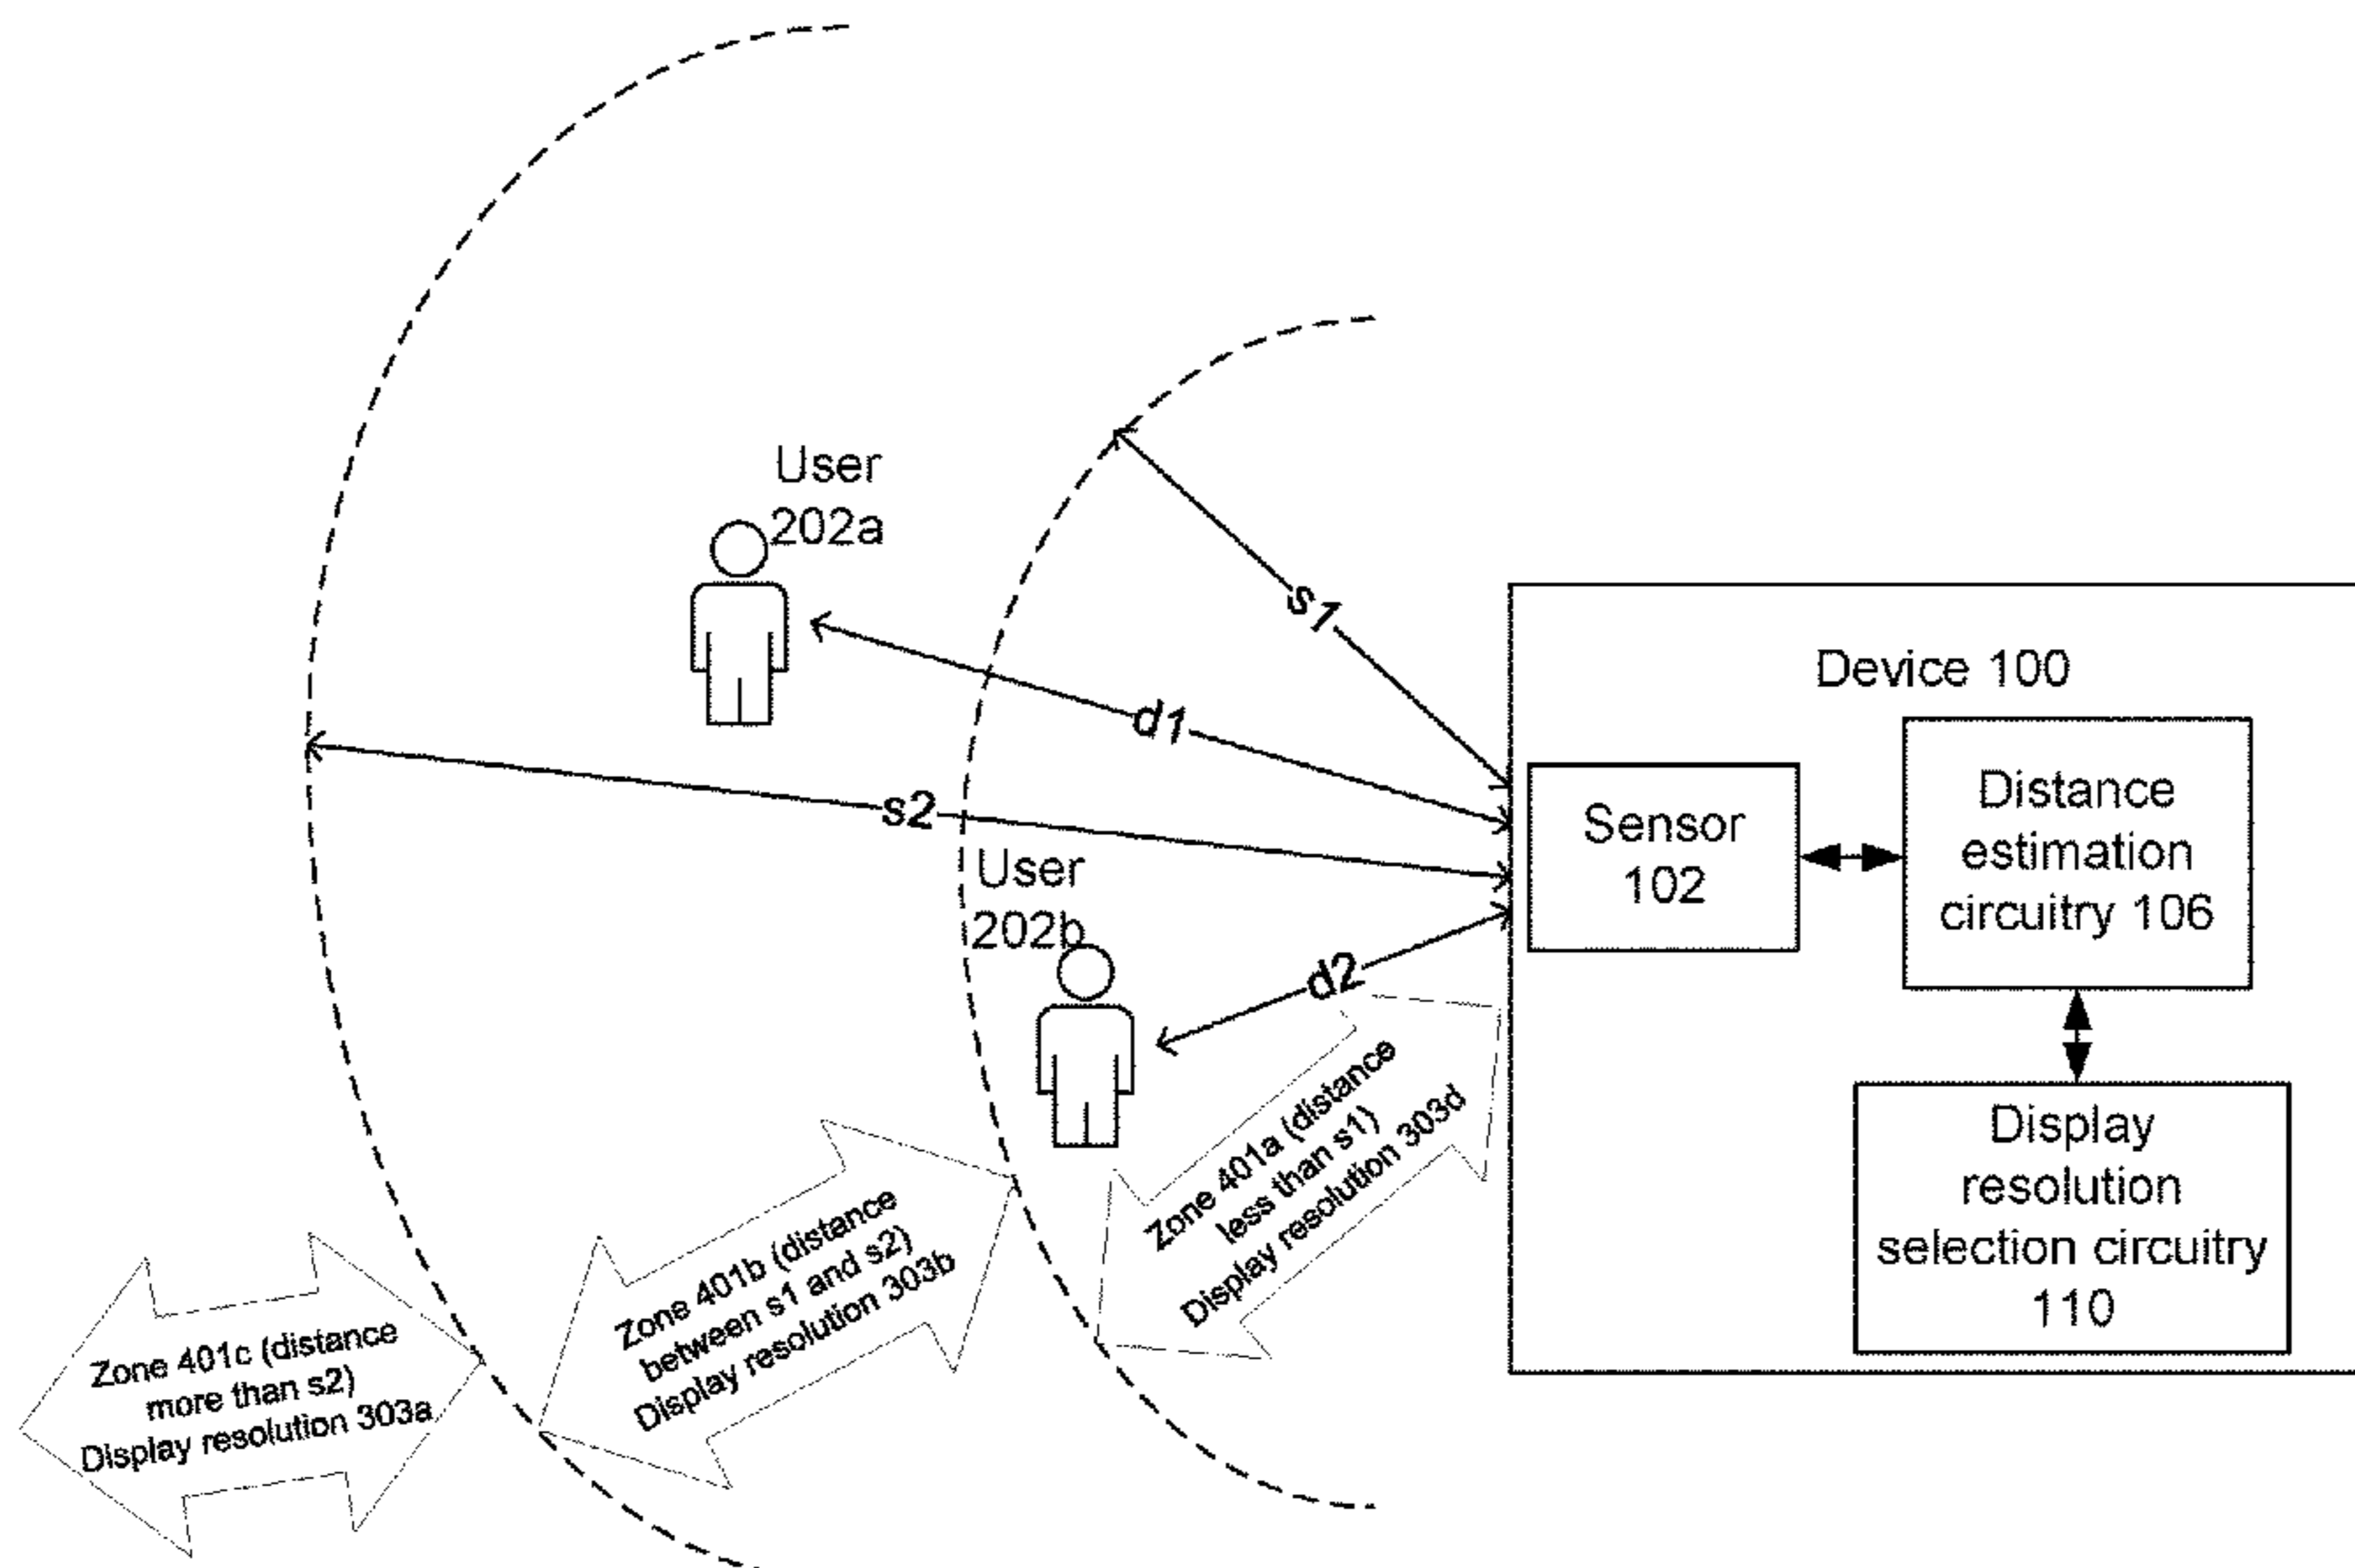 User
202a
s1
d1
s2
User
202b
d2
Device 100
Sensor
102
Distance
estimation
circuitry 106
Display
resolution
selection circuitry
110
Zone 401a (distance
less than s1)
Display resolution 303d
Zone 401b (distance
between s1 and s2)
Display resolution 303b
Zone 401c (distance
more than s2)
Display resolution 303a